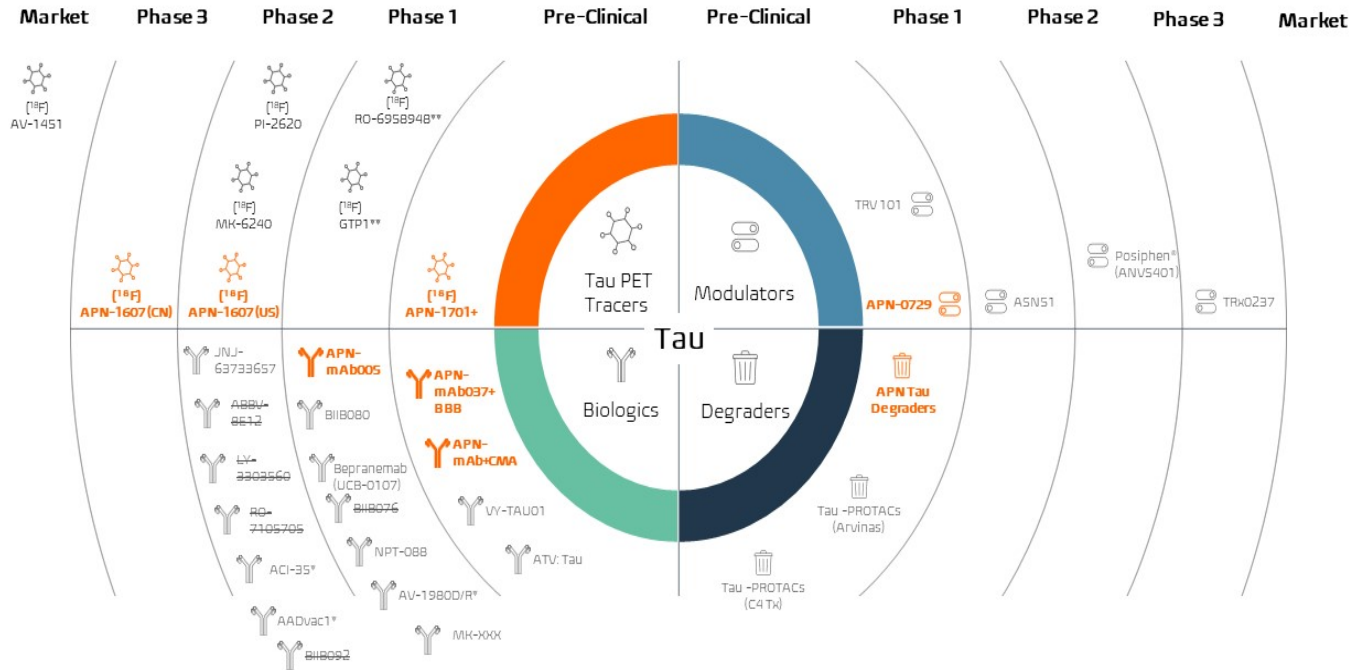 Market Phase 3 Phase 2 Phase 1 Pre-Clinical Pre-Clinical Phase 1 Phase 2 Phase 3 Market
[18F]
AV-1451
[18F]
PI-2620
[18F]
RO-6958948**
[18F]
MK-6240
[18F]
GTP1**
[18F]
APN-1607(CN)
[18F]
APN-1607(US)
[18F]
APN-1701+
Tau PET
Tracers
Modulators
TRV 101
APN-0729
ASN51
Posiphen®
(ANVS401)
TRx0237
Tau
Biologics
Degraders
JNJ-
63733657
ABBV-
8E12
LY-
3303560
RO-
7105705
ACI-35*
AADvac1*
BIIB092
APN-
mAb005
BIIB080
Bepranemab
(UCB-0107)
BIIB076
NPT-088
AV-1980D/R*
MK-XXX
APN-
mAb037+
BBB
APN-
mAb+CMA
VY-TAU01
ATV: Tau
APN Tau
Degraders
Tau -PROTACs
(Arvinas)
Tau -PROTACs
(C4 Tx)